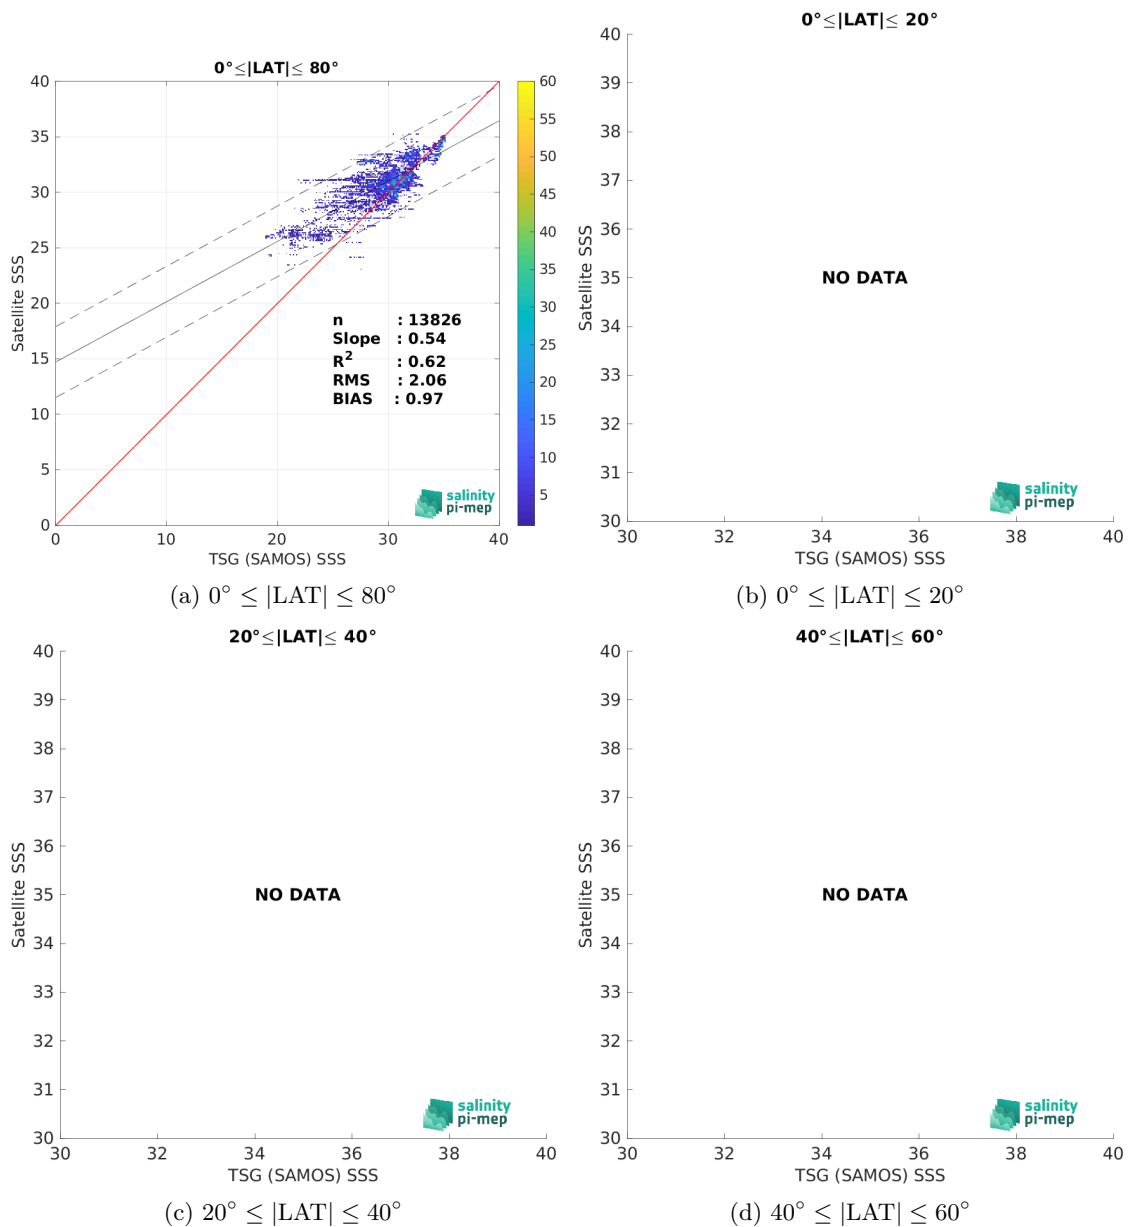 0°≤|LAT|≤ 80°
40
35
30
25
20
15
10
5
0
Satellite SSS
0
10
20
30
40
TSG (SAMOS) SSS
n : 13826
Slope : 0.54
R² : 0.62
RMS : 2.06
BIAS : 0.97
salinity
pi-mep
60
55
50
45
40
35
30
25
20
15
10
5
(a) 0° ≤ |LAT| ≤ 80°
0°≤|LAT|≤ 20°
40
39
38
37
36
35
34
33
32
31
30
Satellite SSS
NO DATA
salinity
pi-mep
30
32
34
36
38
40
TSG (SAMOS) SSS
(b) 0° ≤ |LAT| ≤ 20°
20°≤|LAT|≤ 40°
40
39
38
37
36
35
34
33
32
31
30
Satellite SSS
NO DATA
salinity
pi-mep
30
32
34
36
38
40
TSG (SAMOS) SSS
(c) 20° ≤ |LAT| ≤ 40°
40°≤|LAT|≤ 60°
40
39
38
37
36
35
34
33
32
31
30
Satellite SSS
NO DATA
salinity
pi-mep
30
32
34
36
38
40
TSG (SAMOS) SSS
(d) 40° ≤ |LAT| ≤ 60°